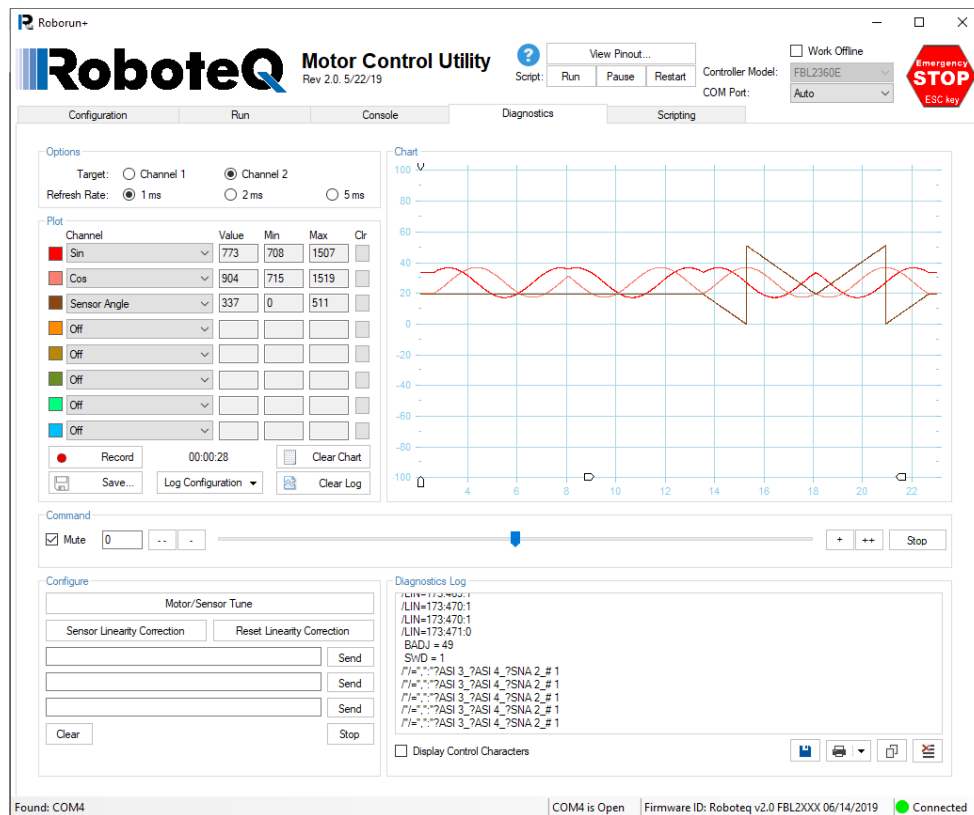 Roborun+
RoboteQ
Motor Control Utility
Rev 2.0. 5/22/19
?
Script:
View Pinout...
Run Pause Restart
Work Offline
Controller Model: FBL2360E
COM Port: Auto
Emergency
STOP
ESC key
Configuration Run Console Diagnostics Scripting
Options
Target: Channel 1 Channel 2
Refresh Rate: 1 ms 2 ms 5 ms
Plot
Channel Value Min Max Clr
Sin 773 708 1507
Cos 904 715 1519
Sensor Angle 337 0 511
Off
Off
Off
Off
Off
Record 00:00:28 Clear Chart
Save... Log Configuration Clear Log
Chart
100
80
60
40
20
0
-20
-40
-60
-80
-100
4 6 8 10 12 14 16 18 20 22
Command
Mute 0 -- - + ++ Stop
Configure
Motor/Sensor Tune
Sensor Linearity Correction Reset Linearity Correction
Send
Send
Send
Clear Stop
Diagnostics Log
/LIN=173:469:1
/LIN=173:470:1
/LIN=173:470:1
/LIN=173:471:0
BADJ = 49
SWD = 1
/"/=",":"?ASI 3_?ASI 4_?SNA 2_# 1
/"/=",":"?ASI 3_?ASI 4_?SNA 2_# 1
/"/=",":"?ASI 3_?ASI 4_?SNA 2_# 1
/"/=",":"?ASI 3_?ASI 4_?SNA 2_# 1
/"/=",":"?ASI 3_?ASI 4_?SNA 2_# 1
Display Control Characters
Found: COM4 COM4 is Open Firmware ID: Roboteq v2.0 FBL2XXX 06/14/2019 Connected